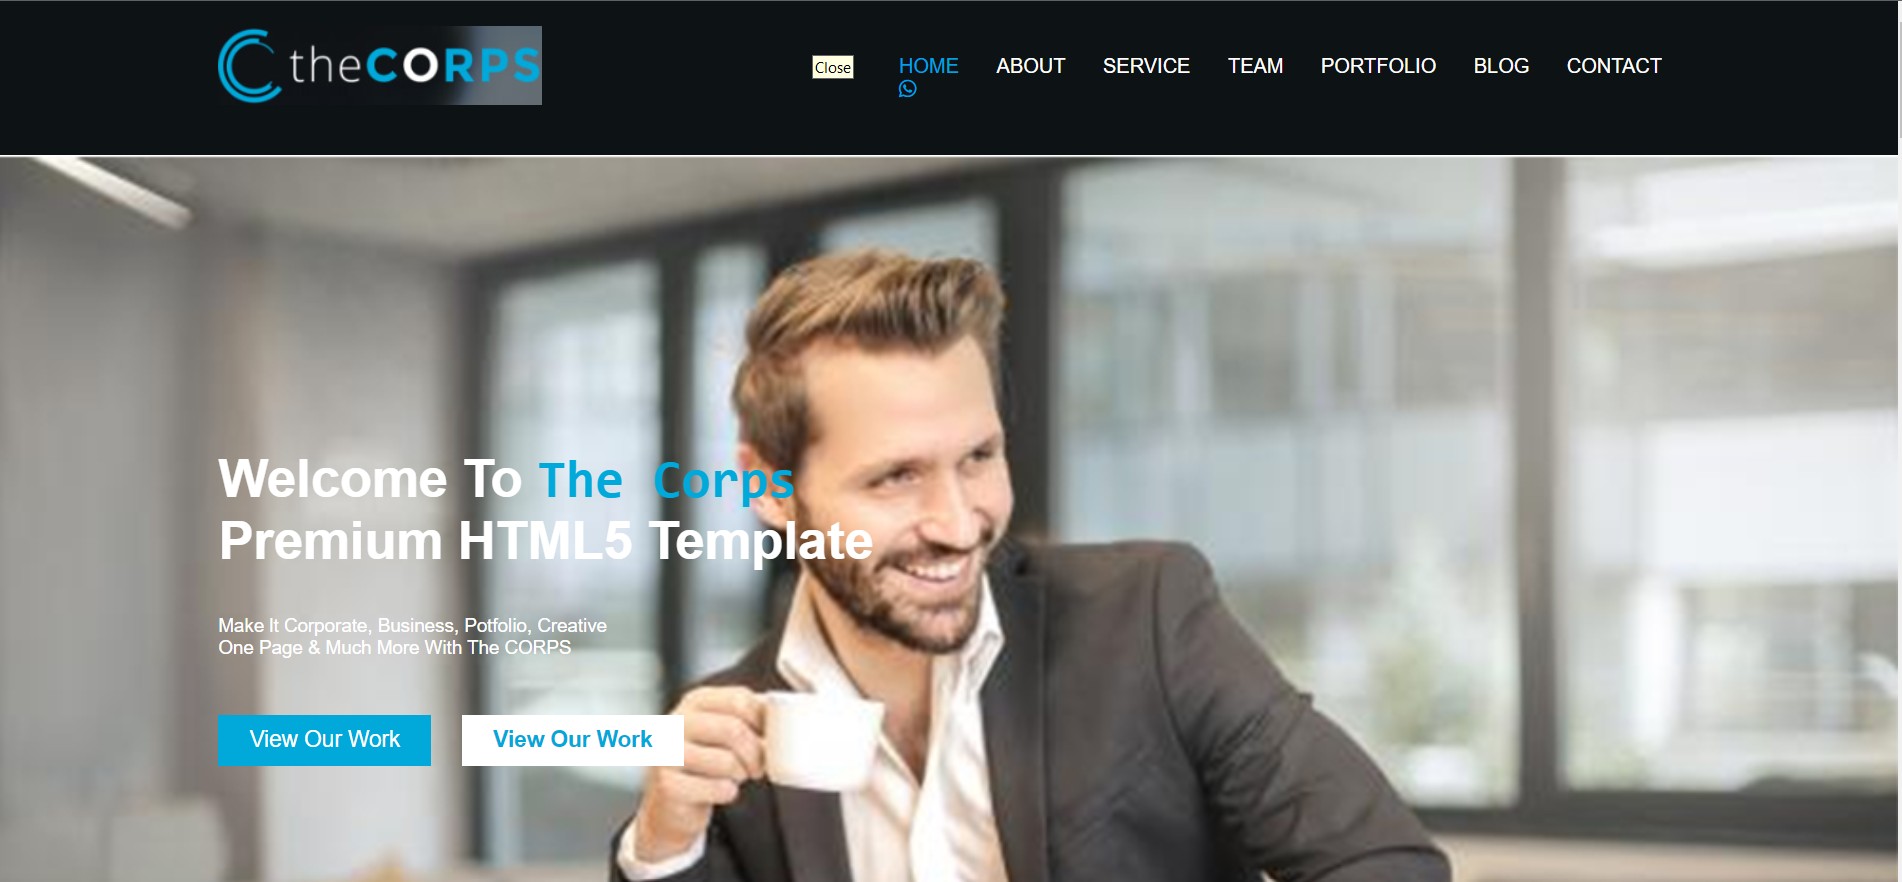 theCORPS
Close
HOME ABOUT SERVICE TEAM PORTFOLIO BLOG CONTACT
Welcome To The Corps
Premium HTML5 Template
Make It Corporate, Business, Potfolio, Creative
One Page & Much More With The CORPS
View Our Work
View Our Work